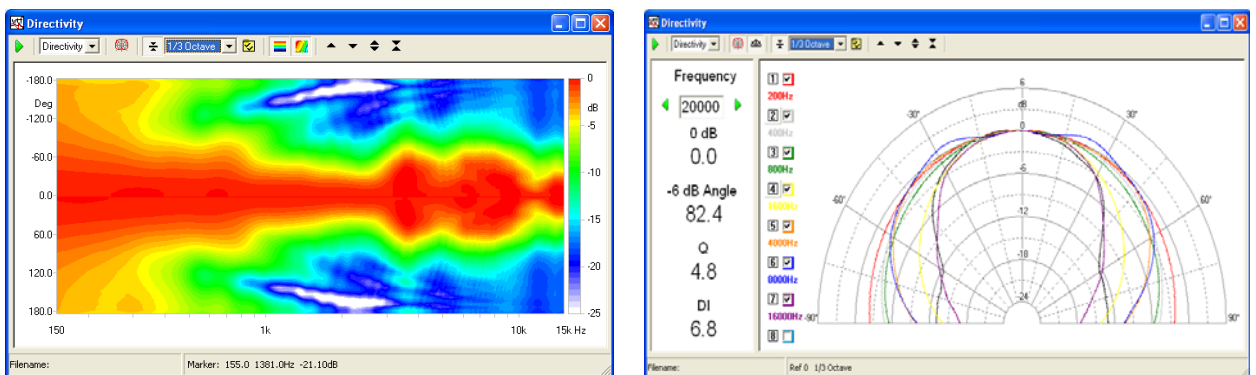 Directivity
Directivity 1/3 Octave
-180.0
Deg
-120.0
-60.0
0.0
60.0
120.0
180.0
150 1k 10k 15k Hz
0
dB
-5
-10
-15
-20
-25
Filename: Marker: 155.0 1381.0Hz -21.10dB
Directivity
Directivity 1/3 Octave
Frequency
20000
0 dB
0.0
-6 dB Angle
82.4
Q
4.8
DI
6.8
1
200Hz
2
400Hz
3
800Hz
4
1600Hz
5
4000Hz
6
8000Hz
7
16000Hz
8
6
dB
0
-6
-12
-18
-24
-30°
30°
-60°
60°
-90°
90°
Filename: Ref 0 1/3 Octave